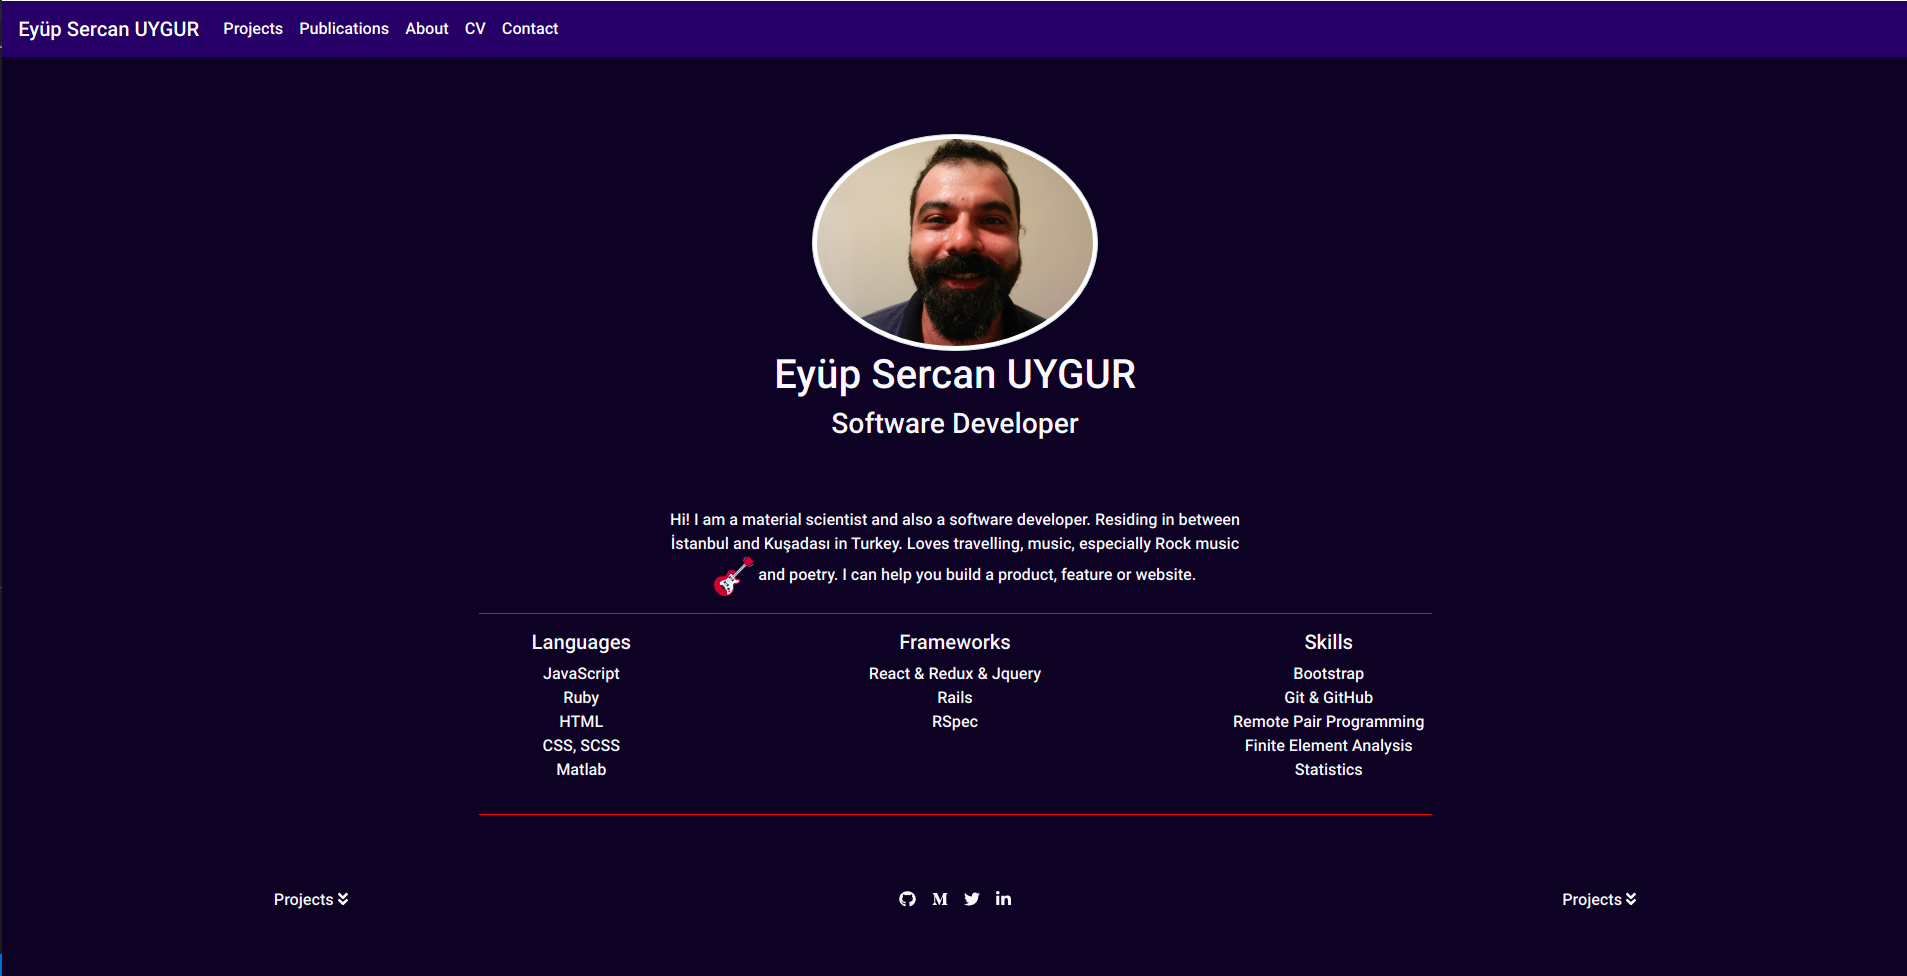 Eyüp Sercan UYGUR Projects Publications About CV Contact
Eyüp Sercan UYGUR
Software Developer
Hi! I am a material scientist and also a software developer. Residing in between
İstanbul and Kuşadası in Turkey. Loves travelling, music, especially Rock music
and poetry. I can help you build a product, feature or website.
Languages
JavaScript
Ruby
HTML
CSS, SCSS
Matlab
Frameworks
React & Redux & Jquery
Rails
RSpec
Skills
Bootstrap
Git & GitHub
Remote Pair Programming
Finite Element Analysis
Statistics
Projects
Projects